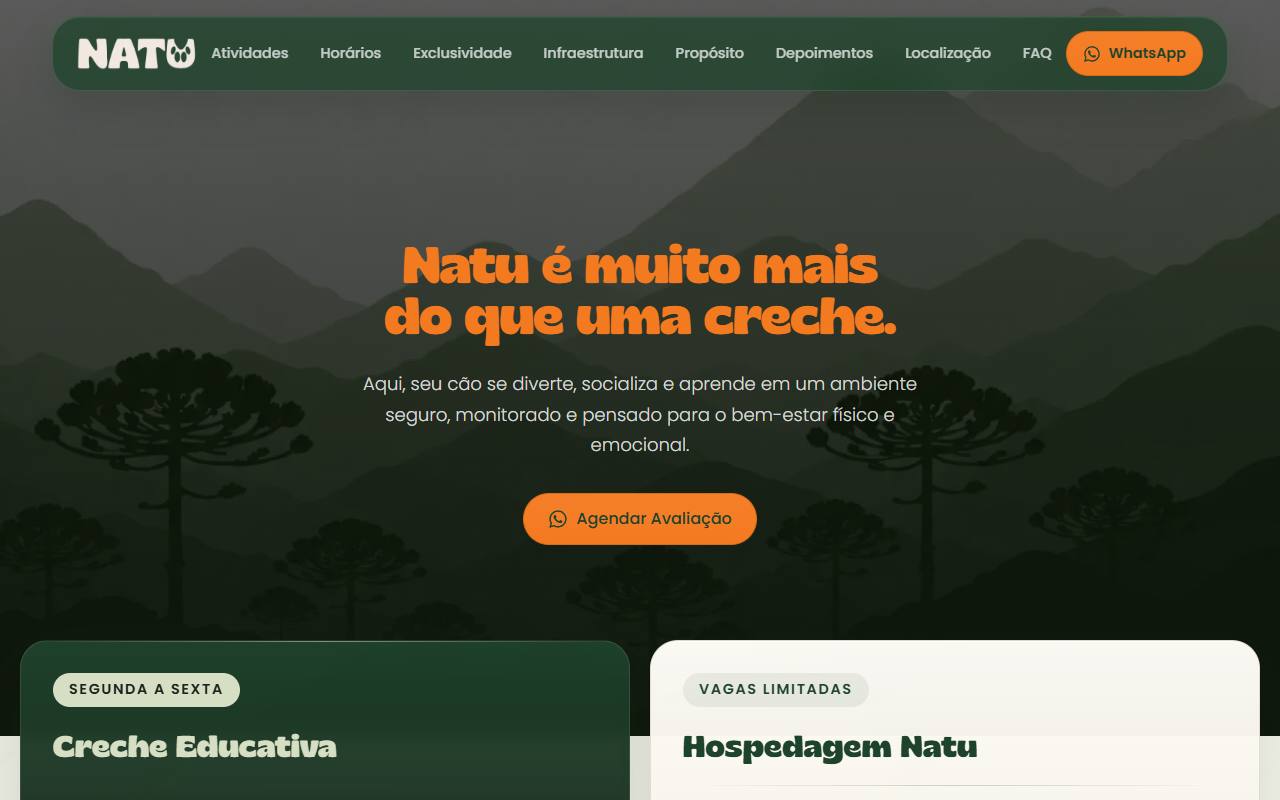 NATU
Atividades
Horários
Exclusividade
Infraestrutura
Propósito
Depoimentos
Localização
FAQ
WhatsApp
Natu é muito mais
do que uma creche.
Aqui, seu cão se diverte, socializa e aprende em um ambiente
seguro, monitorado e pensado para o bem-estar físico e
emocional.
Agendar Avaliação
SEGUNDA A SEXTA
Creche Educativa
VAGAS LIMITADAS
Hospedagem Natu